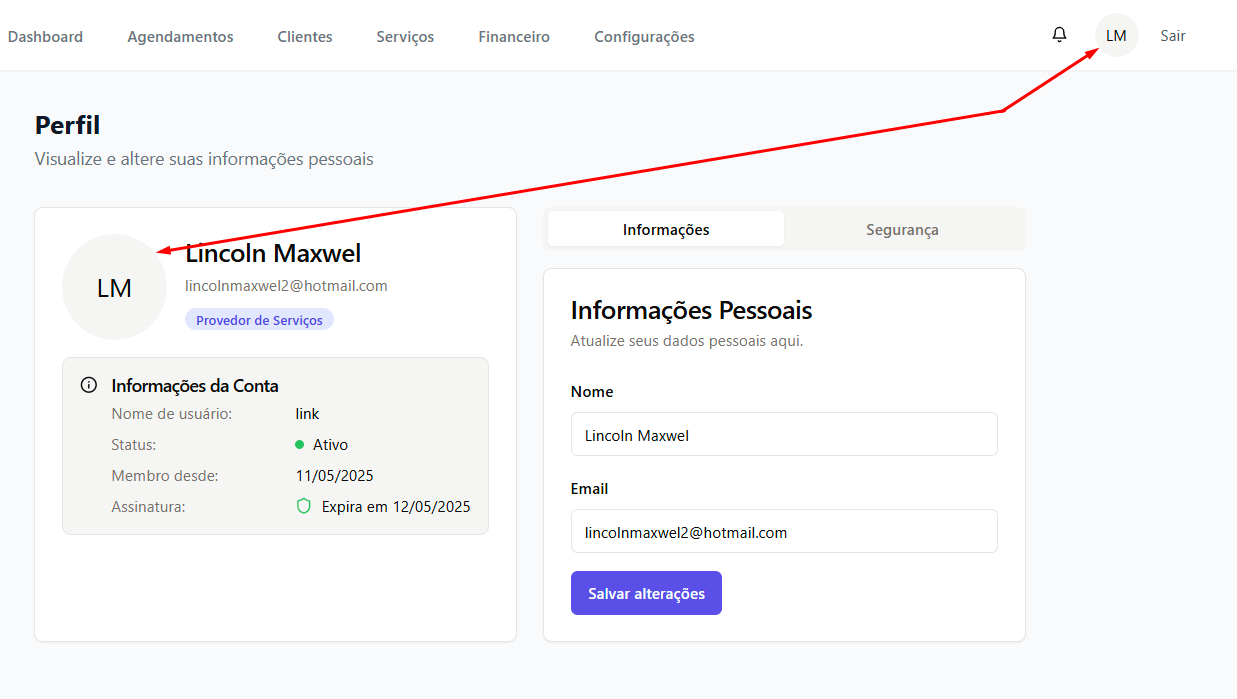 Dashboard Agendamentos Clientes Serviços Financeiro Configurações LM Sair
Perfil
Visualize e altere suas informações pessoais
LM
Lincoln Maxwel
lincolnmaxwel2@hotmail.com
Provedor de Serviços
Informações da Conta
Nome de usuário: link
Status: Ativo
Membro desde: 11/05/2025
Assinatura: Expira em 12/05/2025
Informações Segurança
Informações Pessoais
Atualize seus dados pessoais aqui.
Nome
Lincoln Maxwel
Email
lincolnmaxwel2@hotmail.com
Salvar alterações